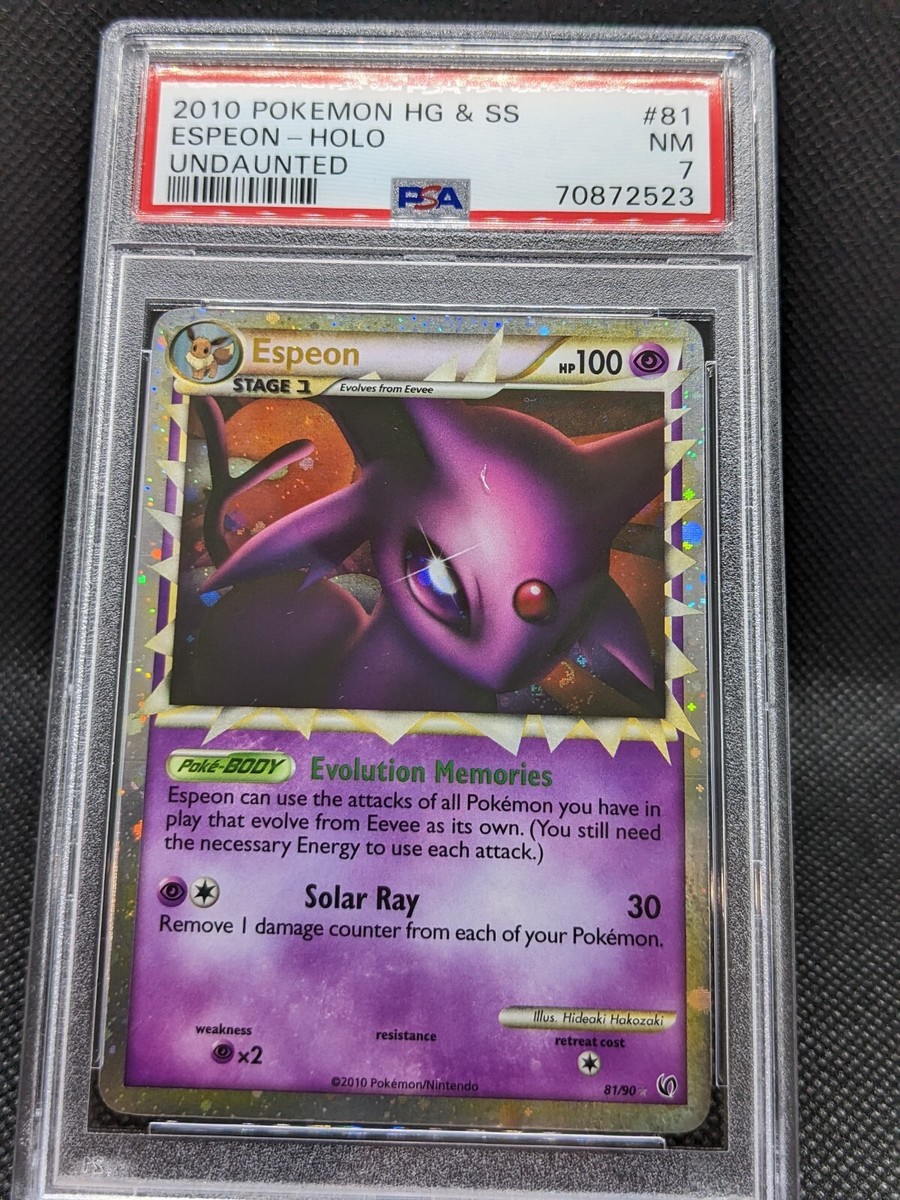 2010 POKEMON HG & SS #81
ESPEON - HOLO NM
UNDAUNTED 7
PSA 70872523
Espeon HP100
STAGE 1 Evolves from Eevee
Poké-BODY Evolution Memories
Espeon can use the attacks of all Pokémon you have in
play that evolve from Eevee as its own. (You still need
the necessary Energy to use each attack.)
Solar Ray 30
Remove 1 damage counter from each of your Pokémon.
Illus. Hideaki Hakozaki
weakness resistance retreat cost
x2
©2010 Pokémon/Nintendo 81/90